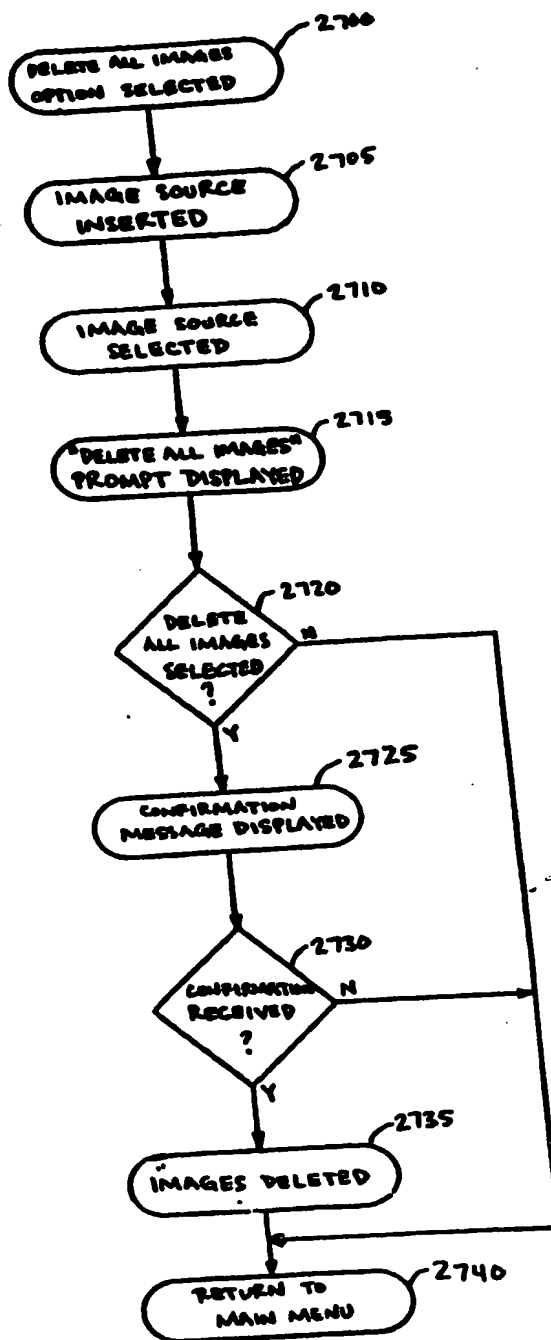 2700
DELETE ALL IMAGES
OPTION SELECTED
2705
IMAGE SOURCE
INSERTED
2710
IMAGE SOURCE
SELECTED
2715
"DELETE ALL IMAGES"
PROMPT DISPLAYED
2720
DELETE
ALL IMAGES
SELECTED
?
N
Y
2725
CONFIRMATION
MESSAGE DISPLAYED
2730
CONFIRMATION
RECEIVED
?
N
Y
2735
IMAGES DELETED
2740
RETURN TO
MAIN MENU